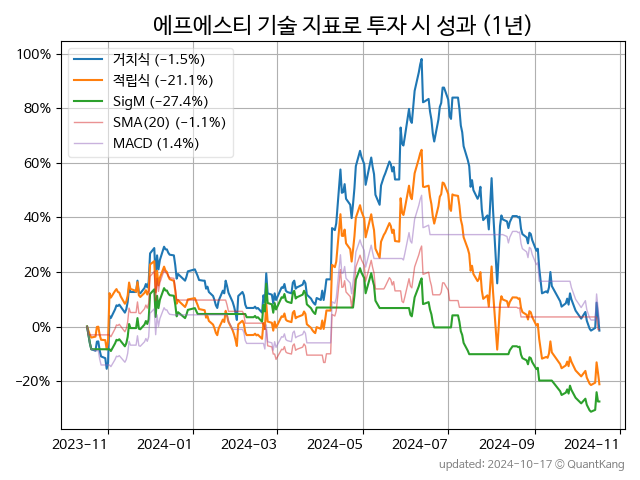 에프에스티 기술 지표로 투자 시 성과 (1년)
100%
80%
60%
40%
20%
0%
−20%
거치식 (−1.5%)
적립식 (−21.1%)
SigM (−27.4%)
SMA(20) (−1.1%)
MACD (1.4%)
2023-11
2024-01
2024-03
2024-05
2024-07
2024-09
2024-11
updated: 2024-10-17 © QuantKang